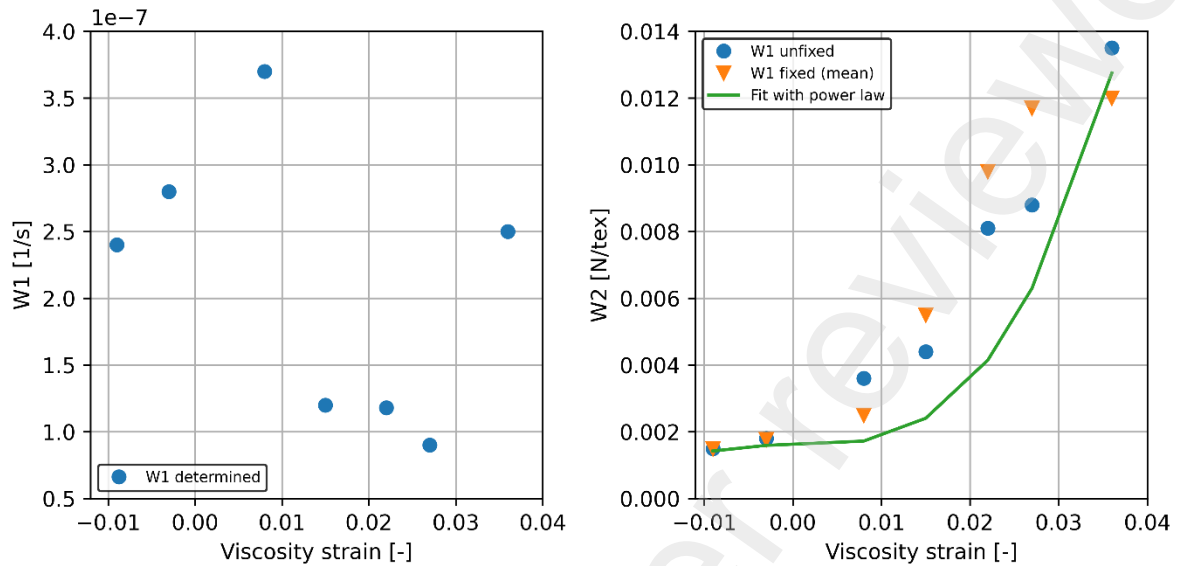 1e−7
4.0
3.5
3.0
2.5
2.0
1.5
1.0
0.5
W1 [1/s]
W1 determined
−0.01 0.00 0.01 0.02 0.03 0.04
Viscosity strain [-]
0.014
0.012
0.010
0.008
0.006
0.004
0.002
0.000
W2 [N/tex]
W1 unfixed
W1 fixed (mean)
Fit with power law
−0.01 0.00 0.01 0.02 0.03 0.04
Viscosity strain [-]
er review